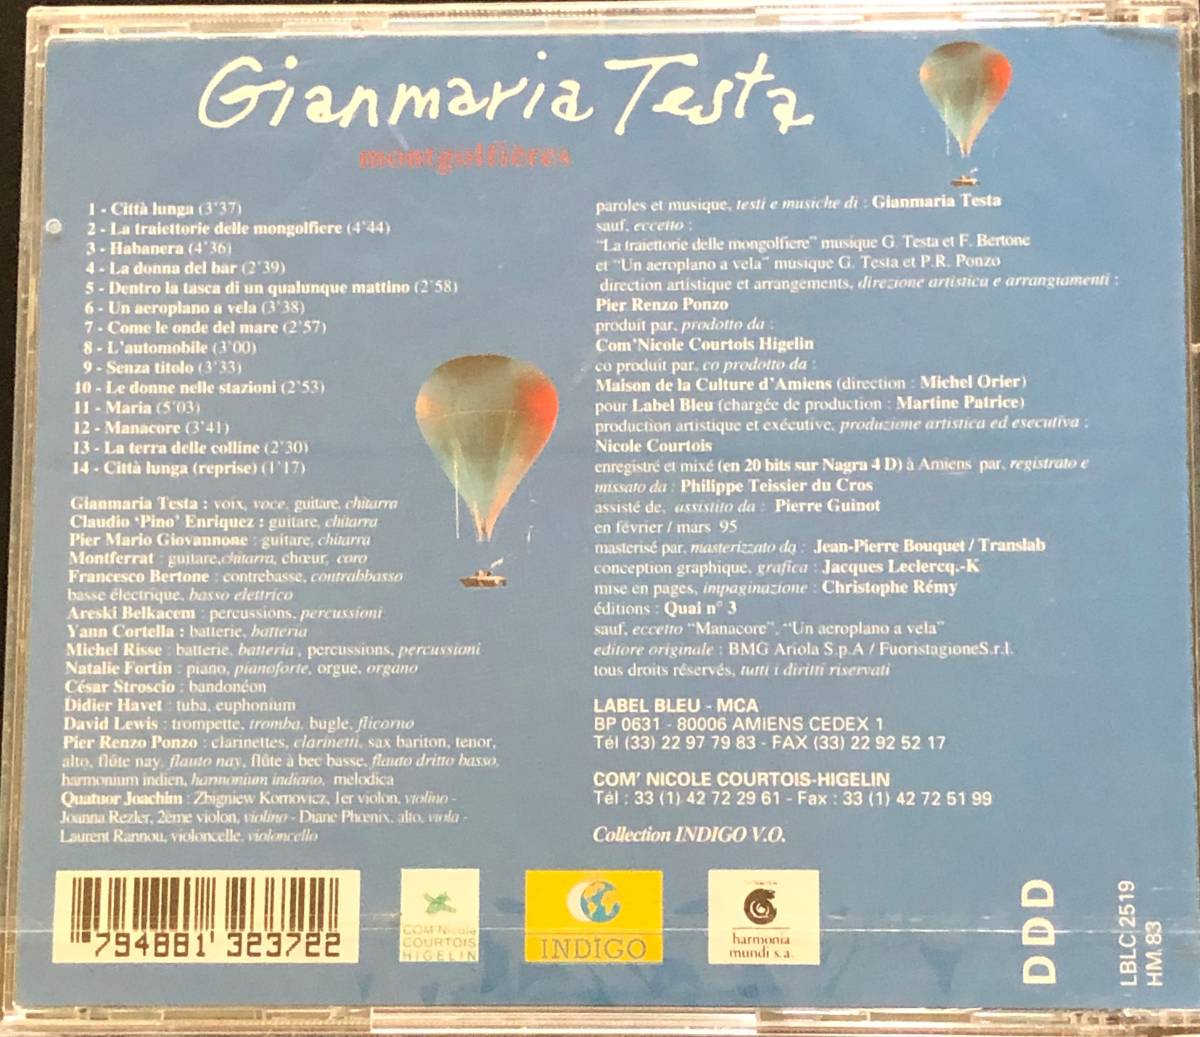 Gianmaria Testa
montgolfières
1 - Città lunga (3'37)
2 - La traiettorie delle mongolfiere (4'44)
3 - Habanera (4'36)
4 - La donna del bar (2'39)
5 - Dentro la tasca di un qualunque mattino (2'58)
6 - Un aeroplano a vela (3'38)
7 - Come le onde del mare (2'57)
8 - L'automobile (3'00)
9 - Senza titolo (3'33)
10 - Le donne nelle stazioni (2'53)
11 - Maria (5'03)
12 - Manacore (3'41)
13 - La terra delle colline (2'30)
14 - Città lunga (reprise) (1'17)
Gianmaria Testa : voix, voce, guitare, chitarra
Claudio 'Pino' Enriquez : guitare, chitarra
Pier Mario Giovannone : guitare, chitarra
Montferrat : guitare, chitarra, chœur, coro
Francesco Bertone : contrebasse, contrabbasso
basse électrique, basso elettrico
Areski Belkacem : percussions, percussioni
Yann Cortella : batterie, batteria
Michel Risse : batterie, batteria , percussions, percussioni
Natalie Fortin : piano, pianoforte, orgue, organo
César Stroscio : bandonéon
Didier Havet : tuba, euphonium
David Lewis : trompette, tromba, bugle, flicorno
Pier Renzo Ponzo : clarinettes, clarinetti, sax bariton, tenor,
alto, flûte nay, flauto nay, flûte à bec basse, flauto dritto basso,
harmonium indien, harmonium indiano, melodica
Quatuor Joachim : Zbigniew Kornovicz, 1er violon, violino -
Joanna Rezler, 2ème violon, violino - Diane Phœnix, alto, viola -
Laurent Rannou, violoncelle, violoncello
paroles et musique, testi e musiche di : Gianmaria Testa
sauf, eccetto :
"La traiettorie delle mongolfiere" musique G. Testa et F. Bertone
et "Un aeroplano a vela" musique G. Testa et P.R. Ponzo
direction artistique et arrangements, direzione artistica e arrangiamenti :
Pier Renzo Ponzo
produit par, prodotto da :
Com'Nicole Courtois Higelin
co produit par, co prodotto da :
Maison de la Culture d'Amiens (direction : Michel Orier)
pour Label Bleu (chargée de production : Martine Patrice)
production artistique et exécutive, produzione artistica ed esecutiva :
Nicole Courtois
enregistré et mixé (en 20 bits sur Nagra 4 D) à Amiens par, registrato e
missato da : Philippe Teissier du Cros
assisté de, assistito da : Pierre Guinot
en février / mars 95
masterisé par, masterizzato da : Jean-Pierre Bouquet / Translab
conception graphique, grafica : Jacques Leclercq.-K
mise en pages, impaginazione : Christophe Rémy
éditions : Quai n° 3
sauf, eccetto "Manacore", "Un aeroplano a vela"
editore originale : BMG Ariola S.p.A / FuoristagioneS.r.l.
tous droits réservés, tutti i diritti riservati
LABEL BLEU - MCA
BP 0631 - 80006 AMIENS CEDEX 1
Tél (33) 22 97 79 83 - FAX (33) 22 92 52 17
COM' NICOLE COURTOIS-HIGELIN
Tél : 33 (1) 42 72 29 61 - Fax : 33 (1) 42 72 51 99
Collection INDIGO V.O.
794881 323722
COM'Nicole
COURTOIS
HIGELIN
INDIGO
harmonia
mundi s.a.
DDD
LBLC 2519
HM. 83